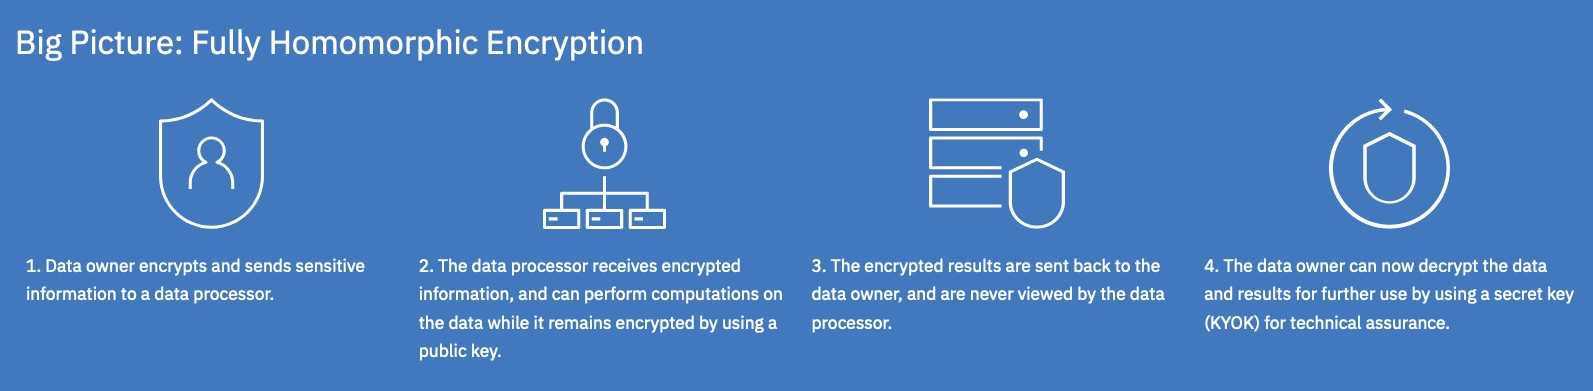 Big Picture: Fully Homomorphic Encryption
1. Data owner encrypts and sends sensitive
information to a data processor.
2. The data processor receives encrypted
information, and can perform computations on
the data while it remains encrypted by using a
public key.
3. The encrypted results are sent back to the
data owner, and are never viewed by the data
processor.
4. The data owner can now decrypt the data
and results for further use by using a secret key
(KYOK) for technical assurance.